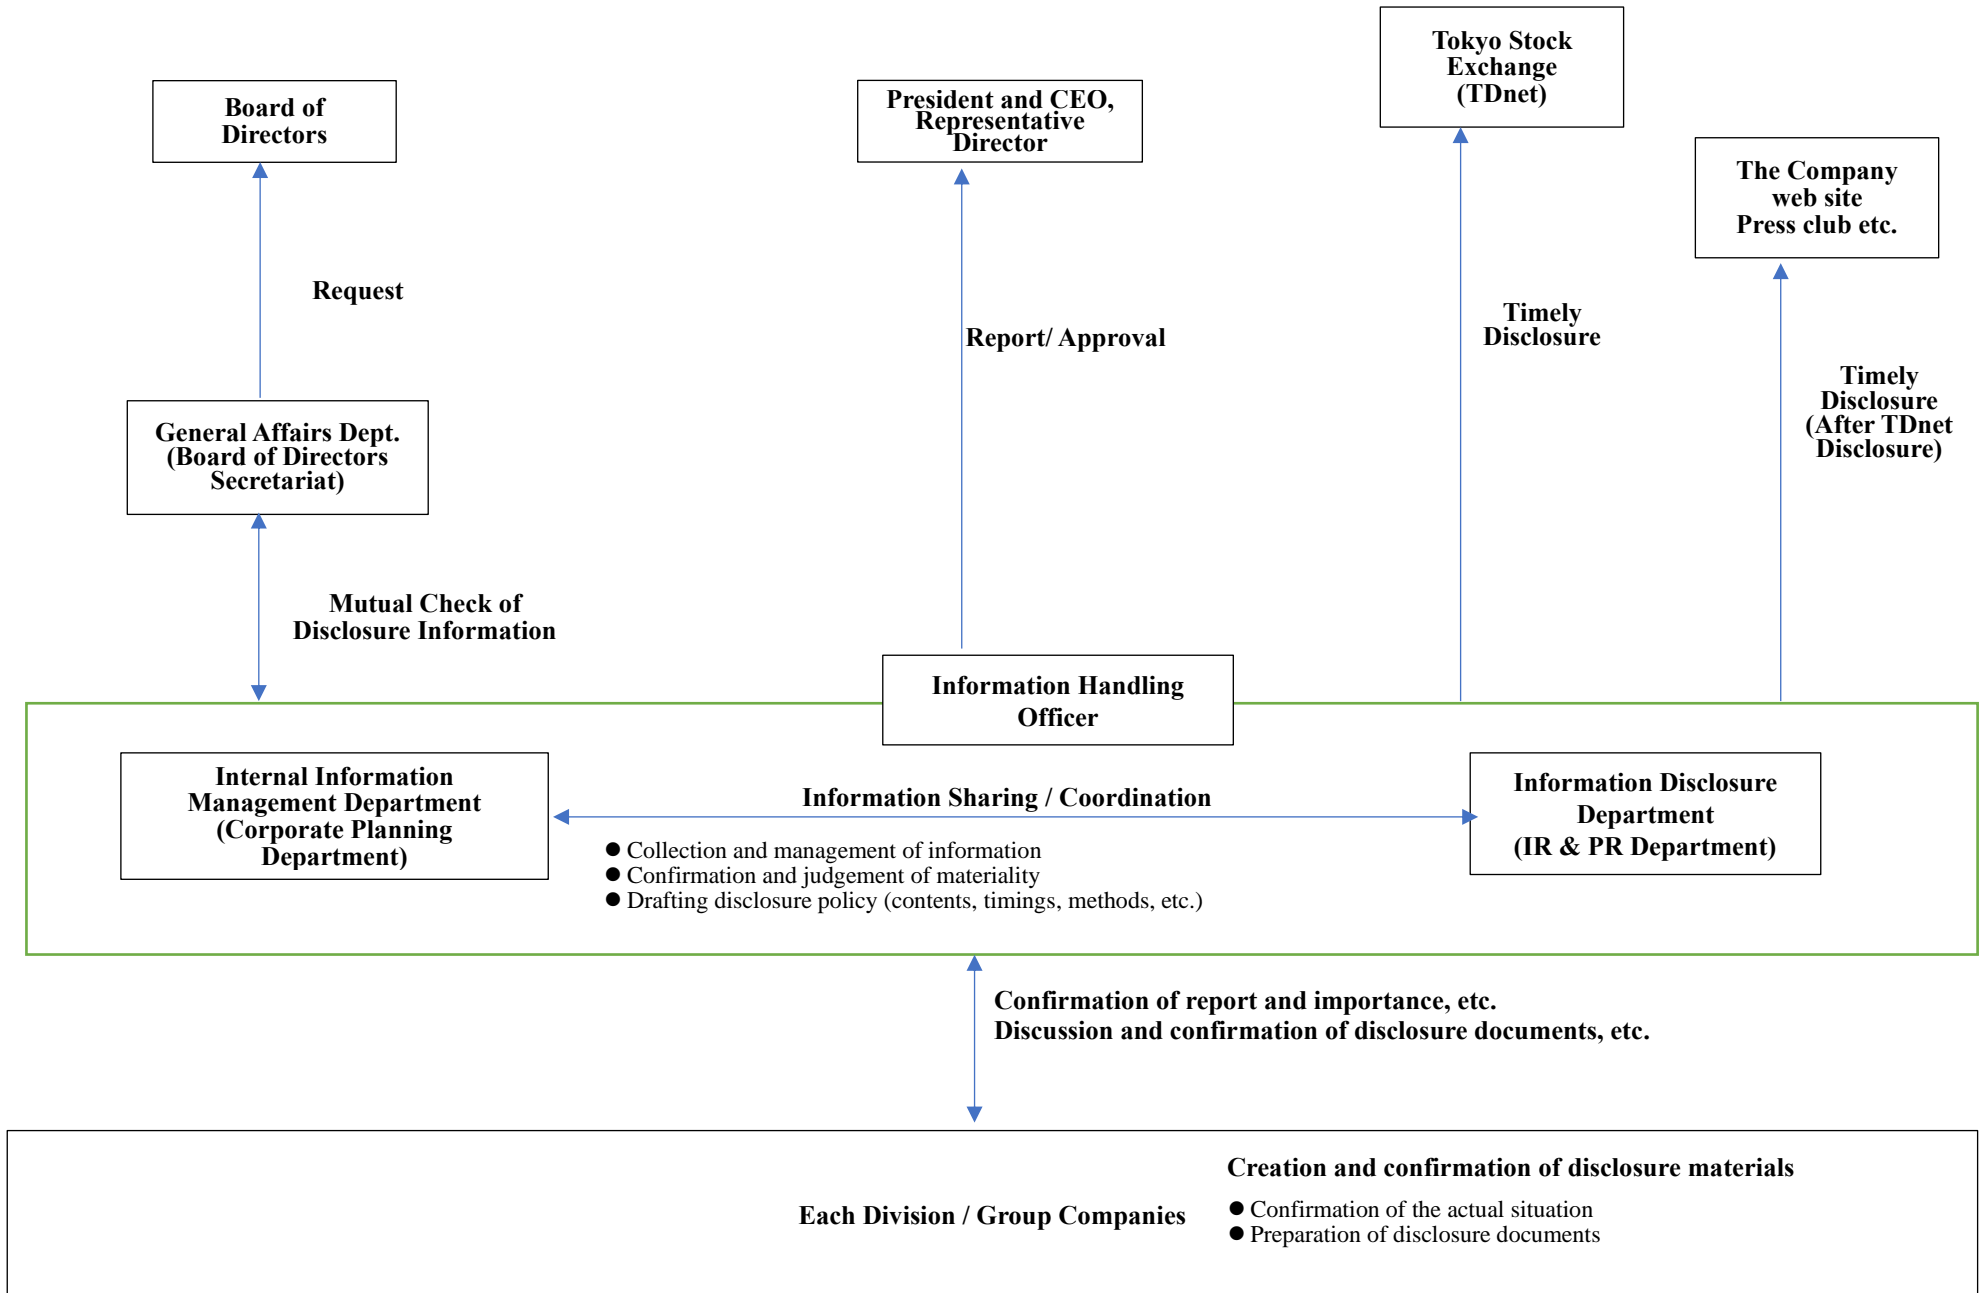 Tokyo Stock
Exchange
(TDnet)
Board of
Directors
President and CEO,
Representative
Director
The Company
web site
Press club etc.
Request
Report/ Approval
Timely
Disclosure
Timely
Disclosure
(After TDnet
Disclosure)
General Affairs Dept.
(Board of Directors
Secretariat)
Mutual Check of
Disclosure Information
Information Handling
Officer
Internal Information
Management Department
(Corporate Planning
Department)
Information Sharing / Coordination
● Collection and management of information
● Confirmation and judgement of materiality
● Drafting disclosure policy (contents, timings, methods, etc.)
Information Disclosure
Department
(IR & PR Department)
Confirmation of report and importance, etc.
Discussion and confirmation of disclosure documents, etc.
Each Division / Group Companies
Creation and confirmation of disclosure materials
● Confirmation of the actual situation
● Preparation of disclosure documents